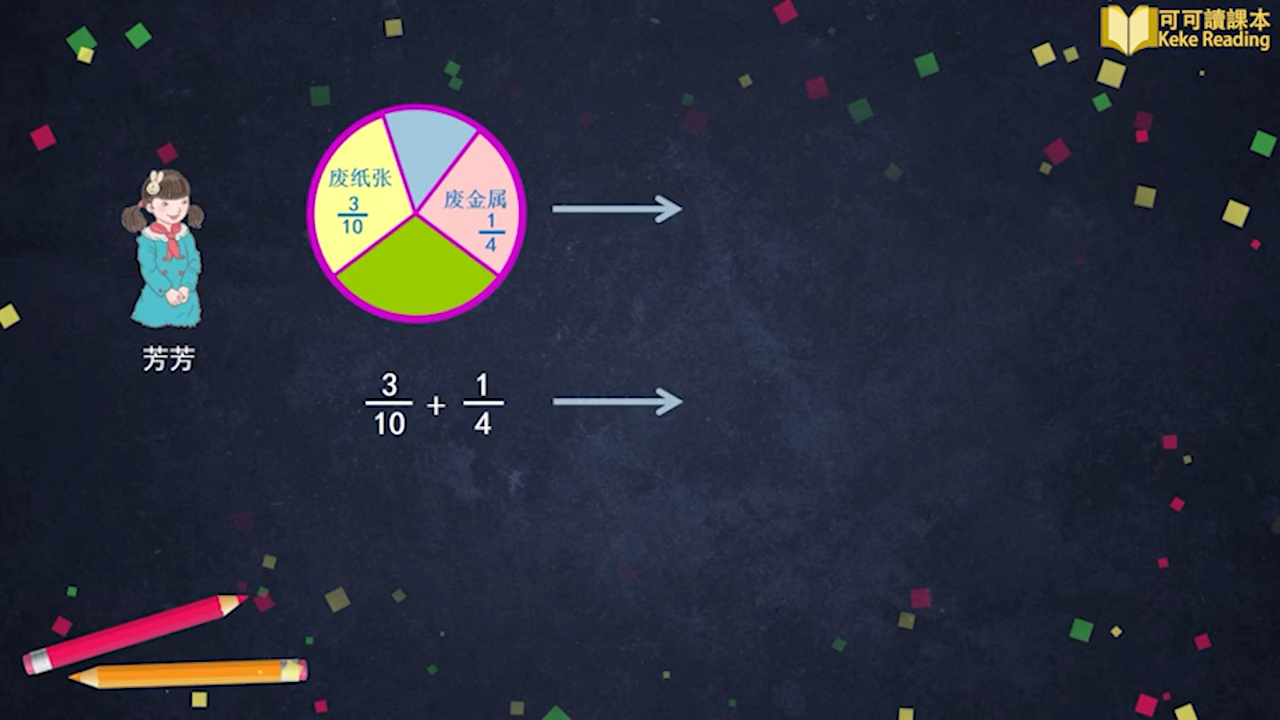 可可讀課本
Keke Reading
废纸张
3/10
废金属
1/4
芳芳
3/10 + 1/4